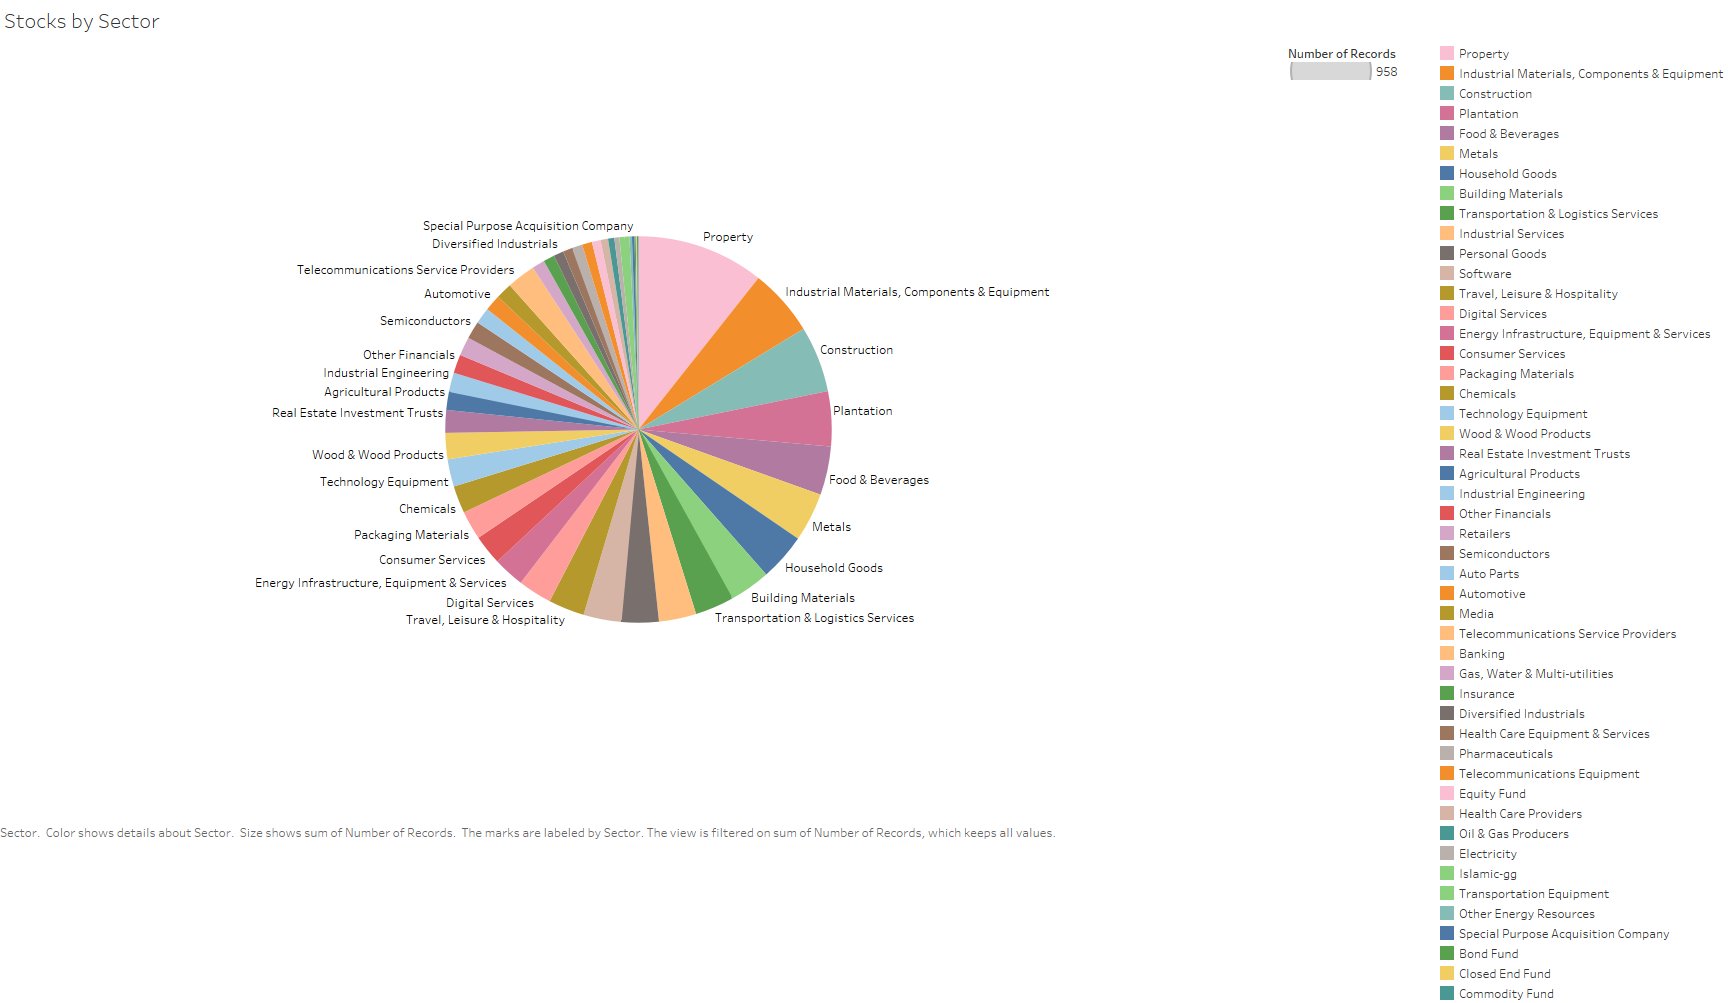 Stocks by Sector
Number of Records
958
Property
Industrial Materials, Components & Equipment
Construction
Plantation
Food & Beverages
Metals
Household Goods
Building Materials
Transportation & Logistics Services
Industrial Services
Personal Goods
Software
Travel, Leisure & Hospitality
Digital Services
Energy Infrastructure, Equipment & Services
Consumer Services
Packaging Materials
Chemicals
Technology Equipment
Wood & Wood Products
Real Estate Investment Trusts
Agricultural Products
Industrial Engineering
Other Financials
Retailers
Semiconductors
Auto Parts
Automotive
Media
Telecommunications Service Providers
Banking
Gas, Water & Multi-utilities
Insurance
Diversified Industrials
Health Care Equipment & Services
Pharmaceuticals
Telecommunications Equipment
Equity Fund
Health Care Providers
Oil & Gas Producers
Electricity
Islamic-gg
Transportation Equipment
Other Energy Resources
Special Purpose Acquisition Company
Bond Fund
Closed End Fund
Commodity Fund
Special Purpose Acquisition Company
Property
Diversified Industrials
Telecommunications Service Providers
Industrial Materials, Components & Equipment
Automotive
Semiconductors
Construction
Other Financials
Industrial Engineering
Agricultural Products
Plantation
Real Estate Investment Trusts
Wood & Wood Products
Food & Beverages
Technology Equipment
Chemicals
Metals
Packaging Materials
Consumer Services
Household Goods
Energy Infrastructure, Equipment & Services
Building Materials
Digital Services
Transportation & Logistics Services
Travel, Leisure & Hospitality
Sector. Color shows details about Sector. Size shows sum of Number of Records. The marks are labeled by Sector. The view is filtered on sum of Number of Records, which keeps all values.